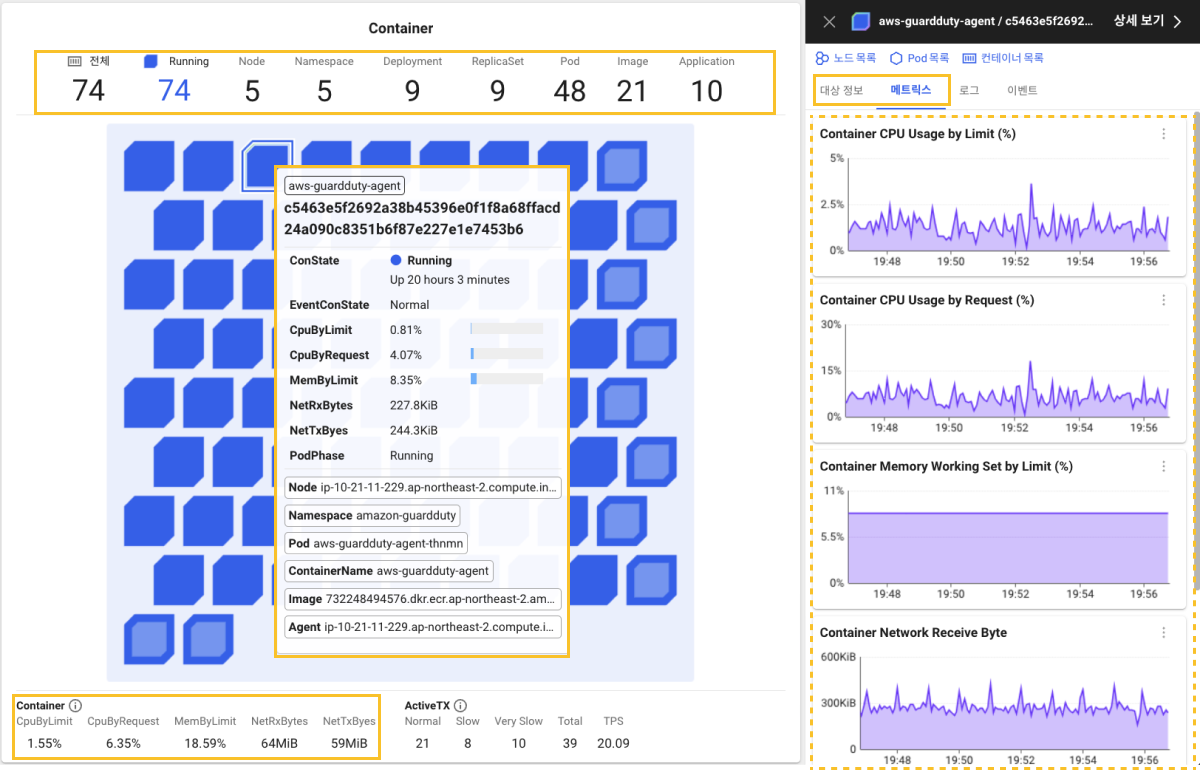 Container
전체 Running Node Namespace Deployment ReplicaSet Pod Image Application
74 74 5 5 9 9 48 21 10
aws-guardduty-agent
c5463e5f2692a38b45396e0f1f8a68ffacd
24a090c8351b6f87e227e1e7453b6
ConState Running
Up 20 hours 3 minutes
EventConState Normal
CpuByLimit 0.81%
CpuByRequest 4.07%
MemByLimit 8.35%
NetRxBytes 227.8KiB
NetTxByes 244.3KiB
PodPhase Running
Node ip-10-21-11-229.ap-northeast-2.compute.in...
Namespace amazon-guardduty
Pod aws-guardduty-agent-thnmn
ContainerName aws-guardduty-agent
Image 732248494576.dkr.ecr.ap-northeast-2.am...
Agent ip-10-21-11-229.ap-northeast-2.compute.i...
Container
CpuByLimit CpuByRequest MemByLimit NetRxBytes NetTxByes
1.55% 6.35% 18.59% 64MiB 59MiB
ActiveTX
Normal Slow Very Slow Total TPS
21 8 10 39 20.09
aws-guardduty-agent / c5463e5f2692... 상세 보기
노드 목록 Pod 목록 컨테이너 목록
대상 정보 메트릭스 로그 이벤트
Container CPU Usage by Limit (%)
5%
2.5%
0%
19:48 19:50 19:52 19:54 19:56
Container CPU Usage by Request (%)
30%
15%
0%
19:48 19:50 19:52 19:54 19:56
Container Memory Working Set by Limit (%)
11%
5.5%
0%
19:48 19:50 19:52 19:54 19:56
Container Network Receive Byte
600KiB
300KiB
0
19:48 19:50 19:52 19:54 19:56